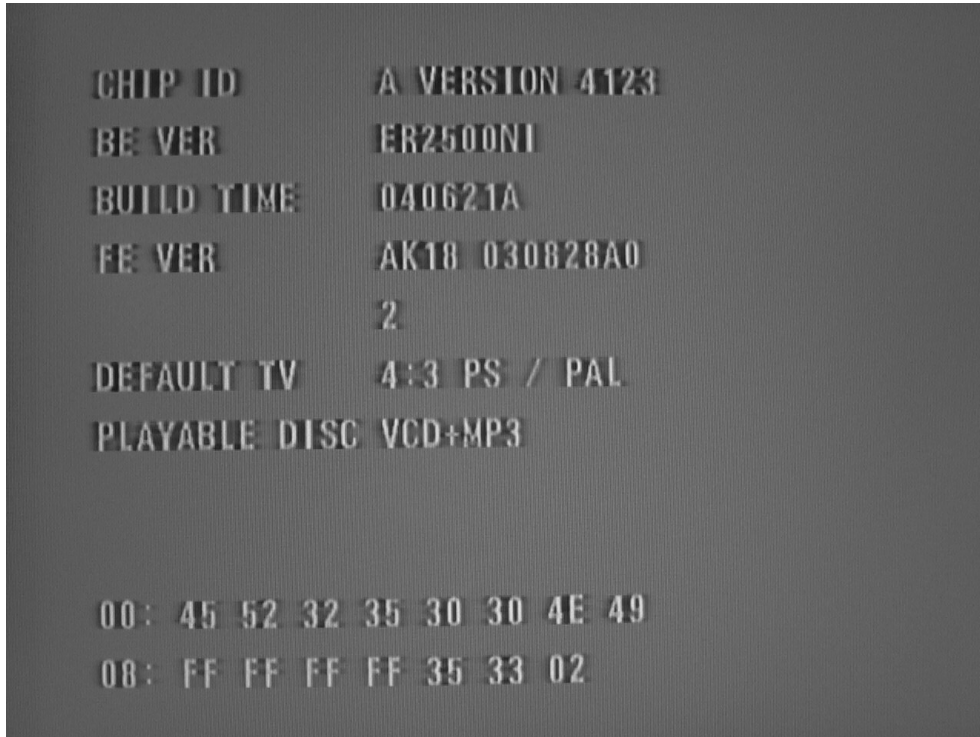 CHIP ID A VERSION 4123
BE VER ER2500NI
BUILD TIME 040621A
FE VER AK18 030828A0
2
DEFAULT TV 4:3 PS / PAL
PLAYABLE DISC VCD+MP3
00: 45 52 32 35 30 30 4E 49
08: FF FF FF FF 35 33 02